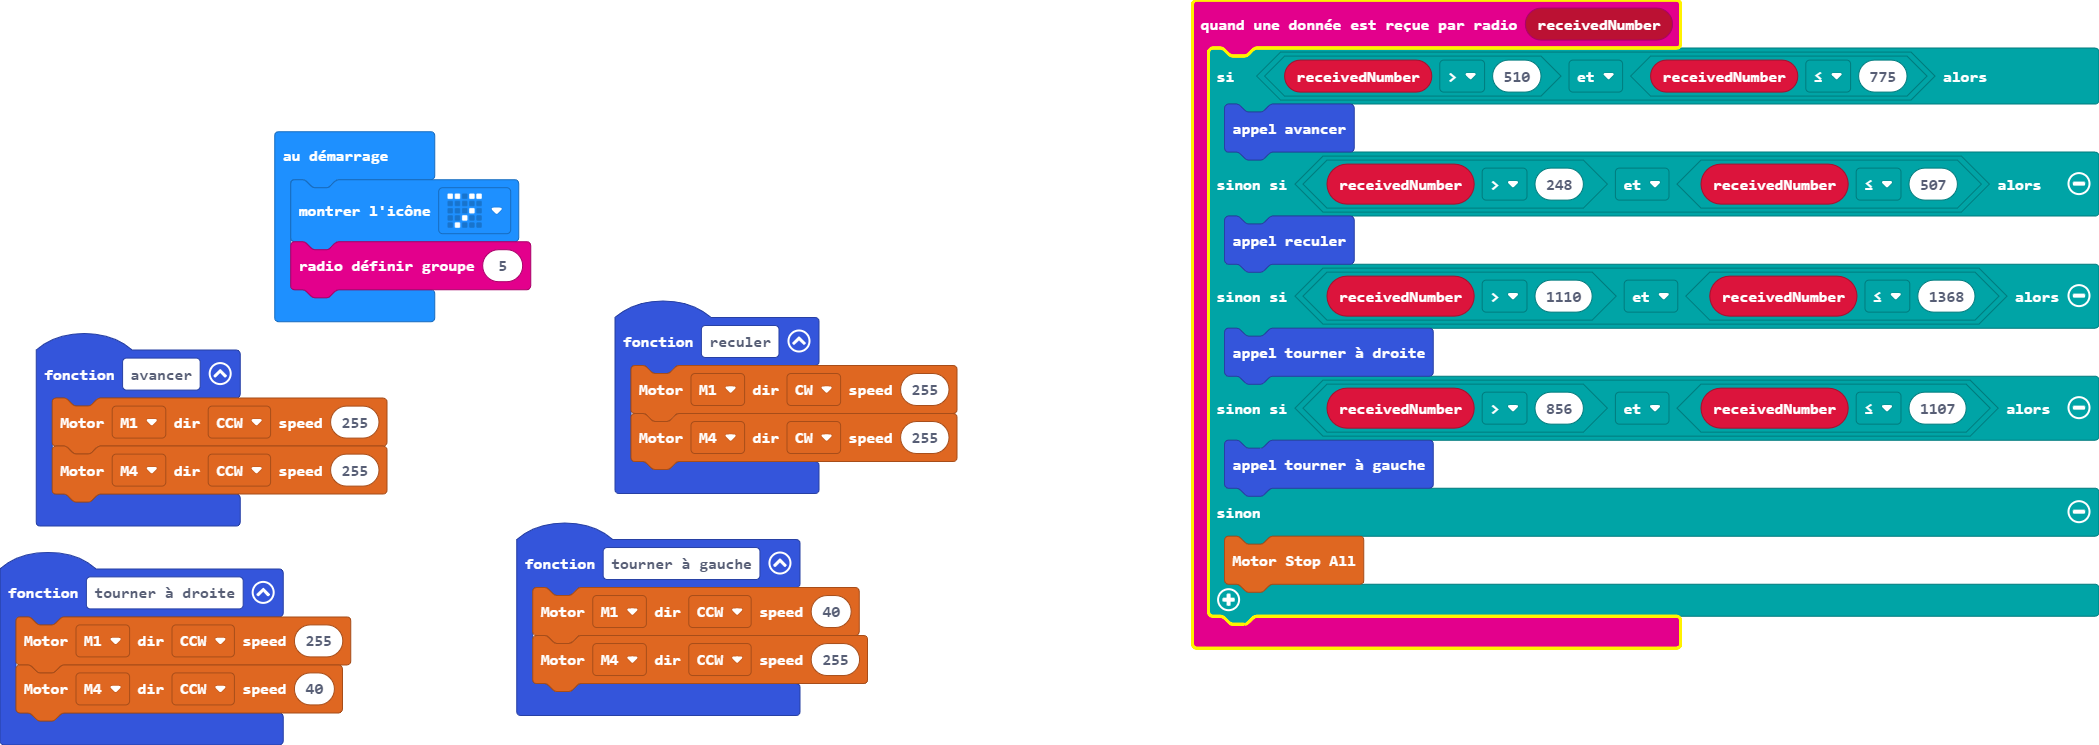 au démarrage
montrer l'icône
radio définir groupe 5
fonction avancer
Motor M1 dir CCW speed 255
Motor M4 dir CCW speed 255
fonction reculer
Motor M1 dir CW speed 255
Motor M4 dir CW speed 255
fonction tourner à droite
Motor M1 dir CCW speed 255
Motor M4 dir CCW speed 40
fonction tourner à gauche
Motor M1 dir CCW speed 40
Motor M4 dir CCW speed 255
quand une donnée est reçue par radio receivedNumber
si receivedNumber > 510 et receivedNumber ≤ 775 alors
appel avancer
sinon si receivedNumber > 248 et receivedNumber ≤ 507 alors
appel reculer
sinon si receivedNumber > 1110 et receivedNumber ≤ 1368 alors
appel tourner à droite
sinon si receivedNumber > 856 et receivedNumber ≤ 1107 alors
appel tourner à gauche
sinon
Motor Stop All